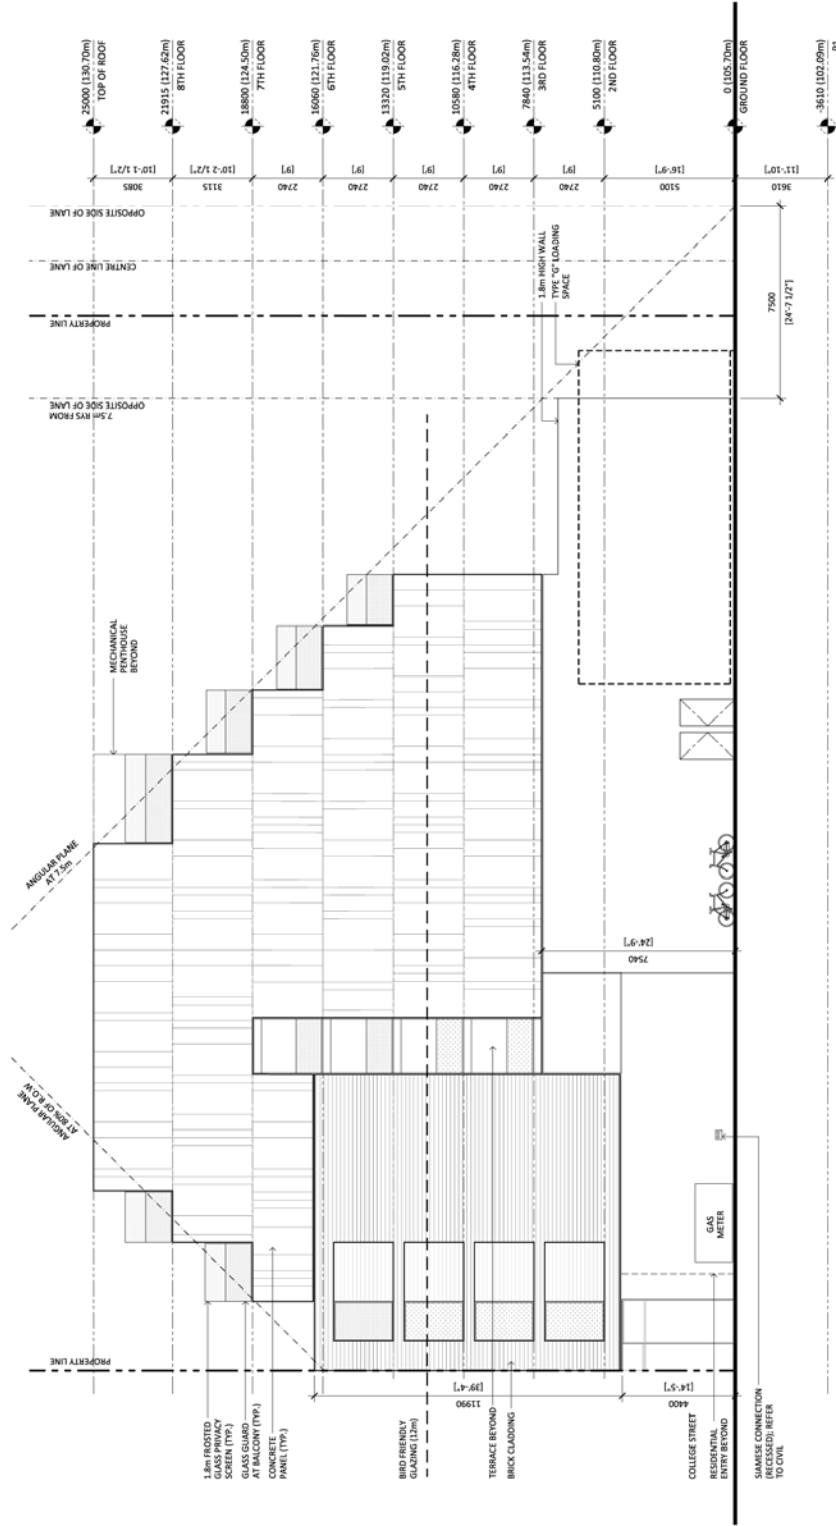 25000 (130.70m)
TOP OF ROOF
21915 (127.62m)
8TH FLOOR
18800 (124.50m)
7TH FLOOR
16060 (121.76m)
6TH FLOOR
13320 (119.02m)
5TH FLOOR
10580 (116.28m)
4TH FLOOR
7840 (113.54m)
3RD FLOOR
5100 (110.80m)
2ND FLOOR
0 (105.70m)
GROUND FLOOR
-3610 (102.09m)
P1
[10'-1 1/2"]
3085
[10'-2 1/2"]
3115
[9']
2740
[9']
2740
[9']
2740
[9']
2740
[9']
2740
[16'-9"]
5100
[11'-10"]
3610
OPPOSITE SIDE OF LANE
CENTRE LINE OF LANE
PROPERTY LINE
7.5m RYS FROM
OPPOSITE SIDE OF LANE
1.8m HIGH WALL
TYPE "G" LOADING
SPACE
7500
[24'-7 1/2"]
MECHANICAL
PENTHOUSE
BEYOND
ANGULAR PLANE
AT 7.5m
[24'-9"]
7540
ANGULAR PLANE
AT 80% OF R.O.W
GAS
METER
PROPERTY LINE
[39'-4"]
11990
[14'-5"]
4400
1.8m FROSTED
GLASS PRIVACY
SCREEN (TYP.)
GLASS GUARD
AT BALCONY (TYP.)
CONCRETE
PANEL (TYP.)
BIRD FRIENDLY
GLAZING (12m)
TERRACE BEYOND
BRICK CLADDING
COLLEGE STREET
RESIDENTIAL
ENTRY BEYOND
SIAMESE CONNECTION
(RECESSED); REFER
TO CIVIL